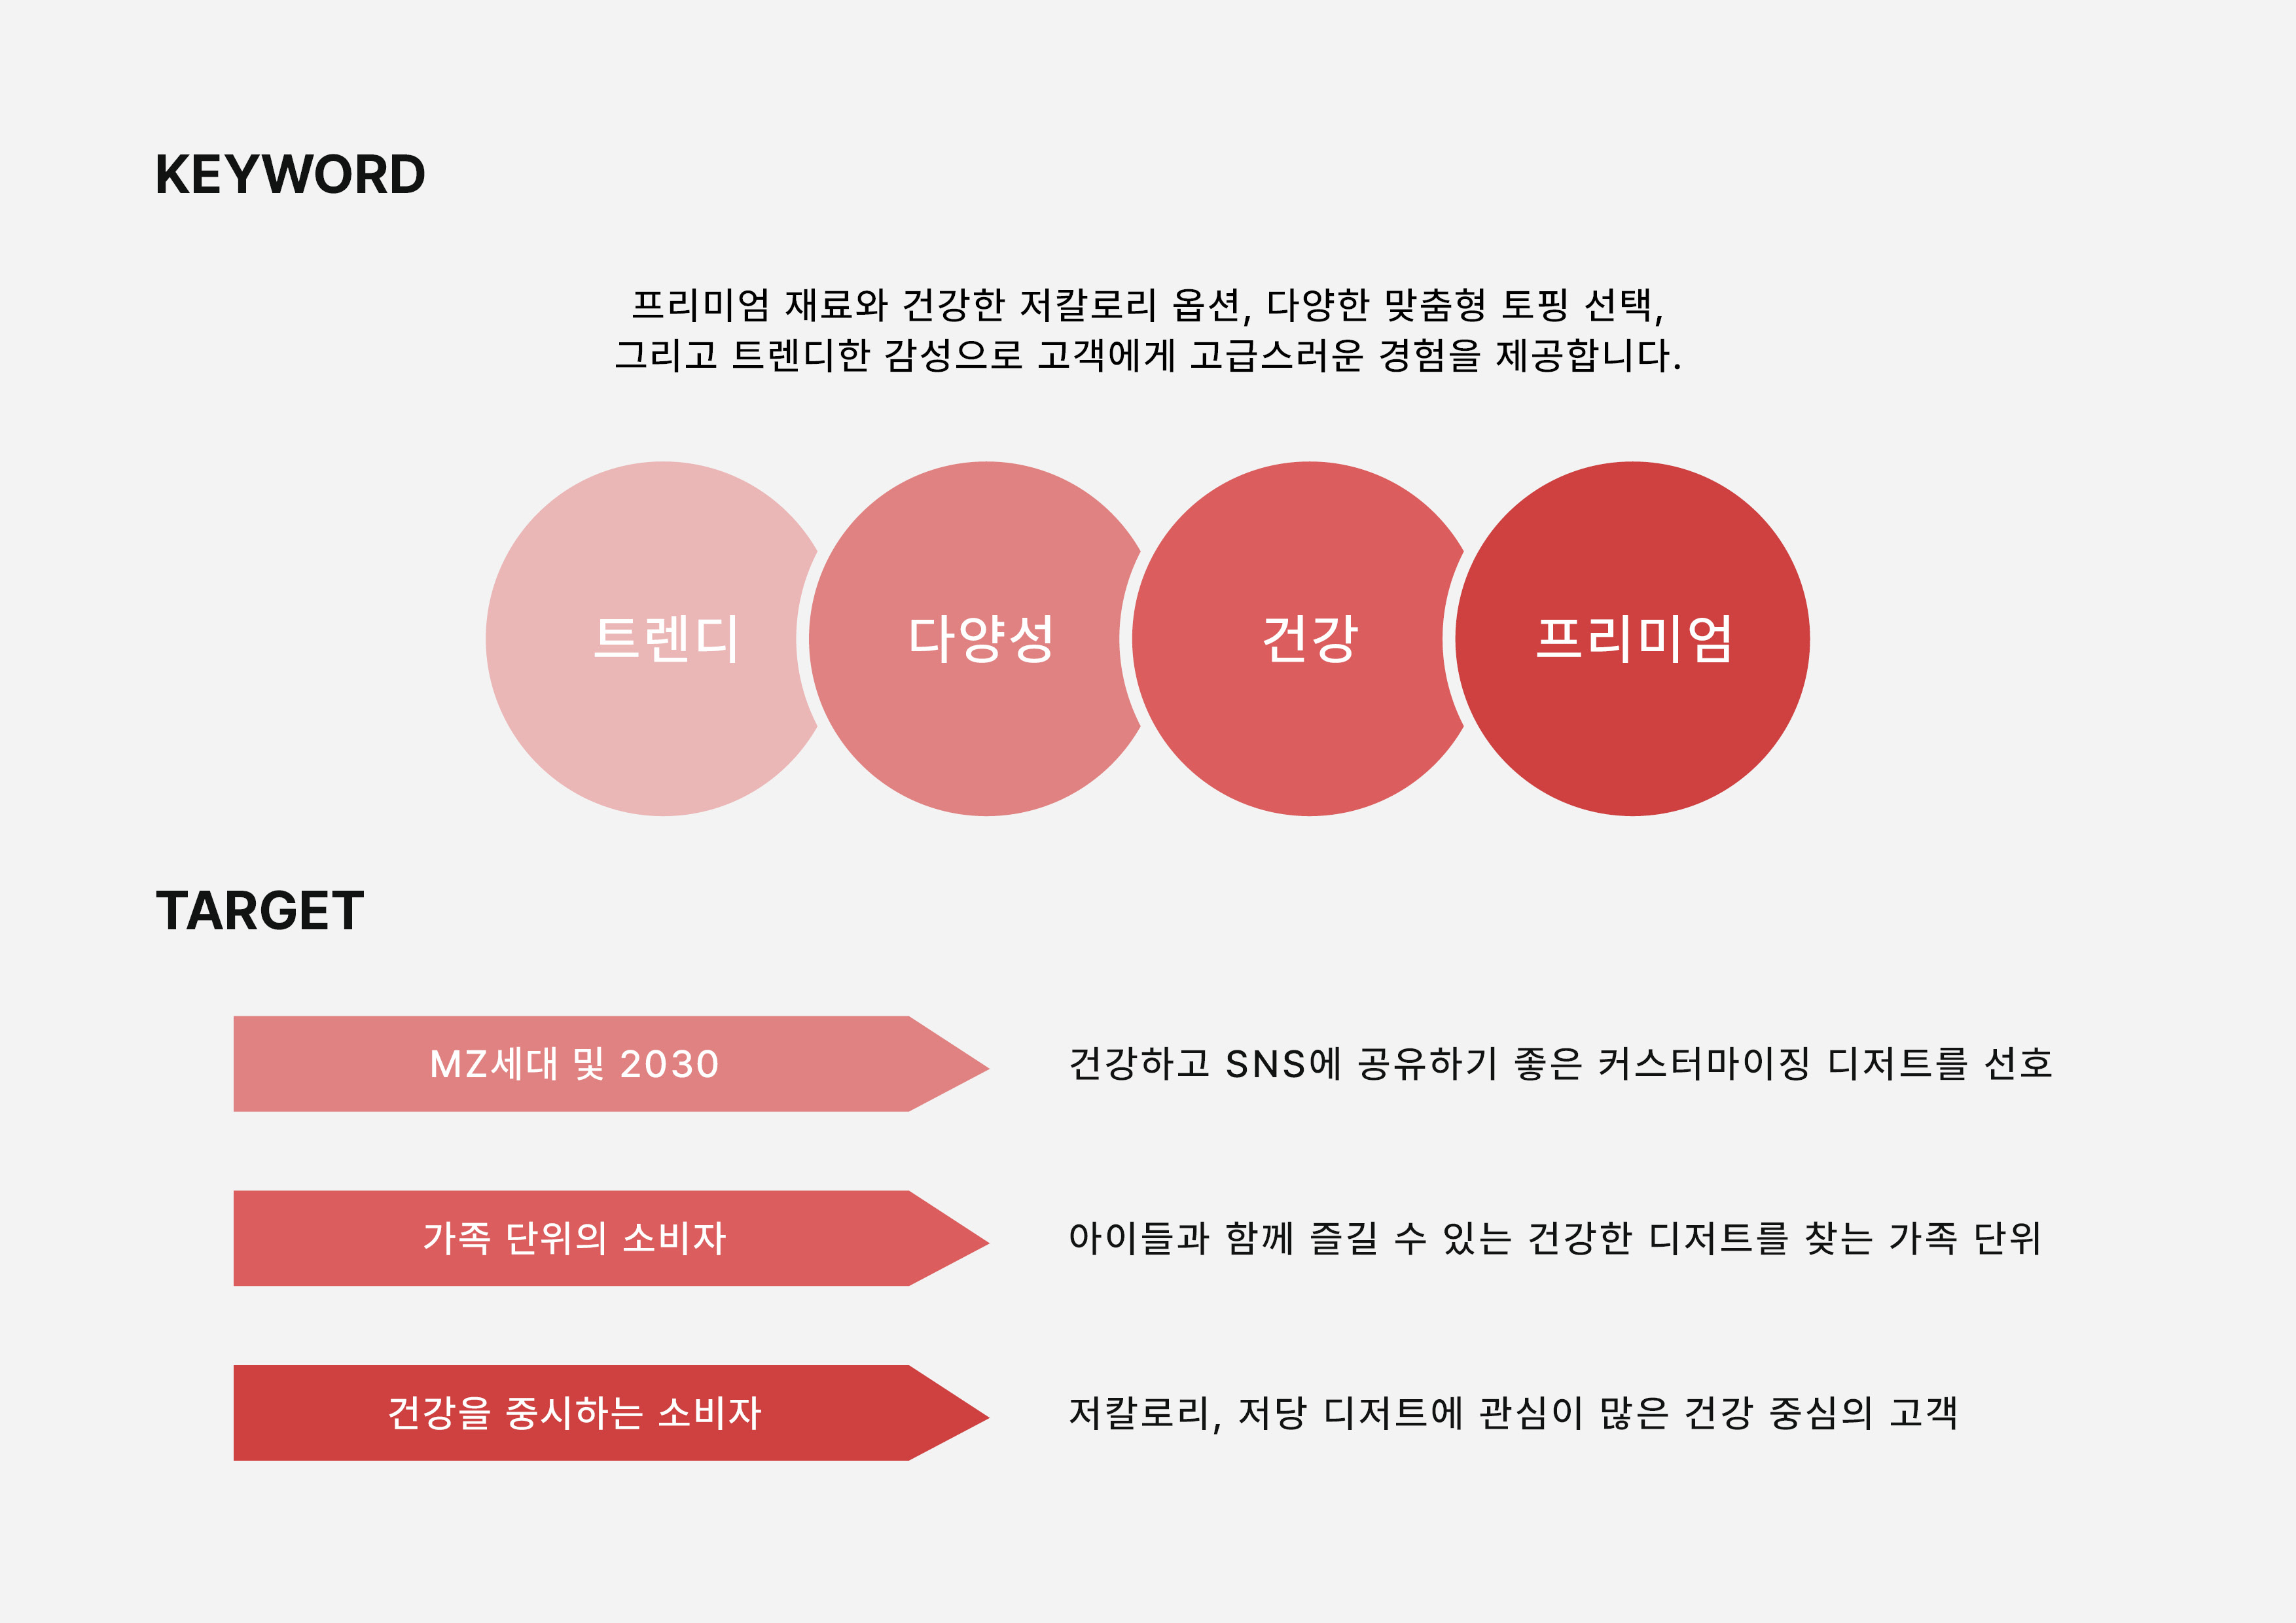 KEYWORD
프리미엄 재료와 건강한 저칼로리 옵션, 다양한 맞춤형 토핑 선택,
그리고 트렌디한 감성으로 고객에게 고급스러운 경험을 제공합니다.
트렌디
다양성
건강
프리미엄
TARGET
MZ세대 및 2030
건강하고 SNS에 공유하기 좋은 커스터마이징 디저트를 선호
가족 단위의 소비자
아이들과 함께 즐길 수 있는 건강한 디저트를 찾는 가족 단위
건강을 중시하는 소비자
저칼로리, 저당 디저트에 관심이 많은 건강 중심의 고객